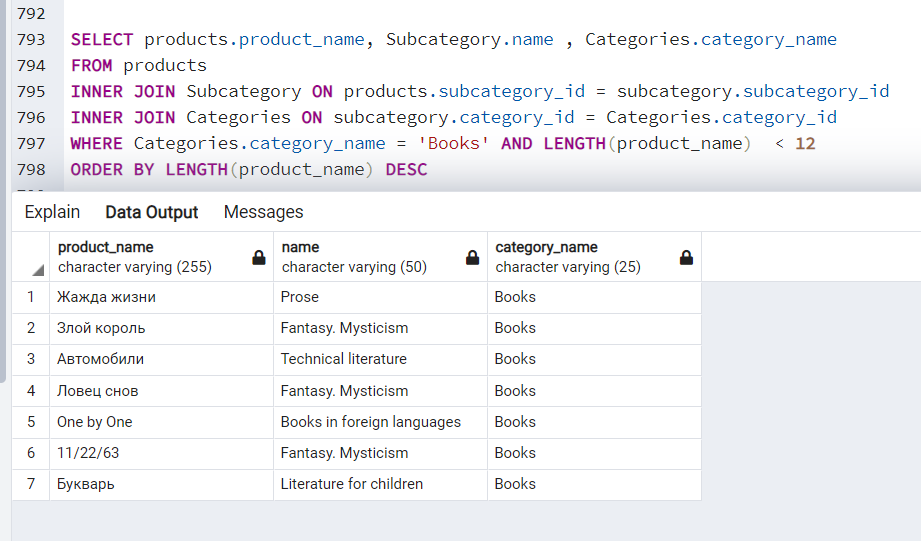 792
793 SELECT products.product_name, Subcategory.name , Categories.category_name
794 FROM products
795 INNER JOIN Subcategory ON products.subcategory_id = subcategory.subcategory_id
796 INNER JOIN Categories ON subcategory.category_id = Categories.category_id
797 WHERE Categories.category_name = 'Books' AND LENGTH(product_name)  < 12
798 ORDER BY LENGTH(product_name) DESC
Explain Data Output Messages
product_name name category_name
character varying (255) character varying (50) character varying (25)
1 Жажда жизни Prose Books
2 Злой король Fantasy. Mysticism Books
3 Автомобили Technical literature Books
4 Ловец снов Fantasy. Mysticism Books
5 One by One Books in foreign languages Books
6 11/22/63 Fantasy. Mysticism Books
7 Букварь Literature for children Books